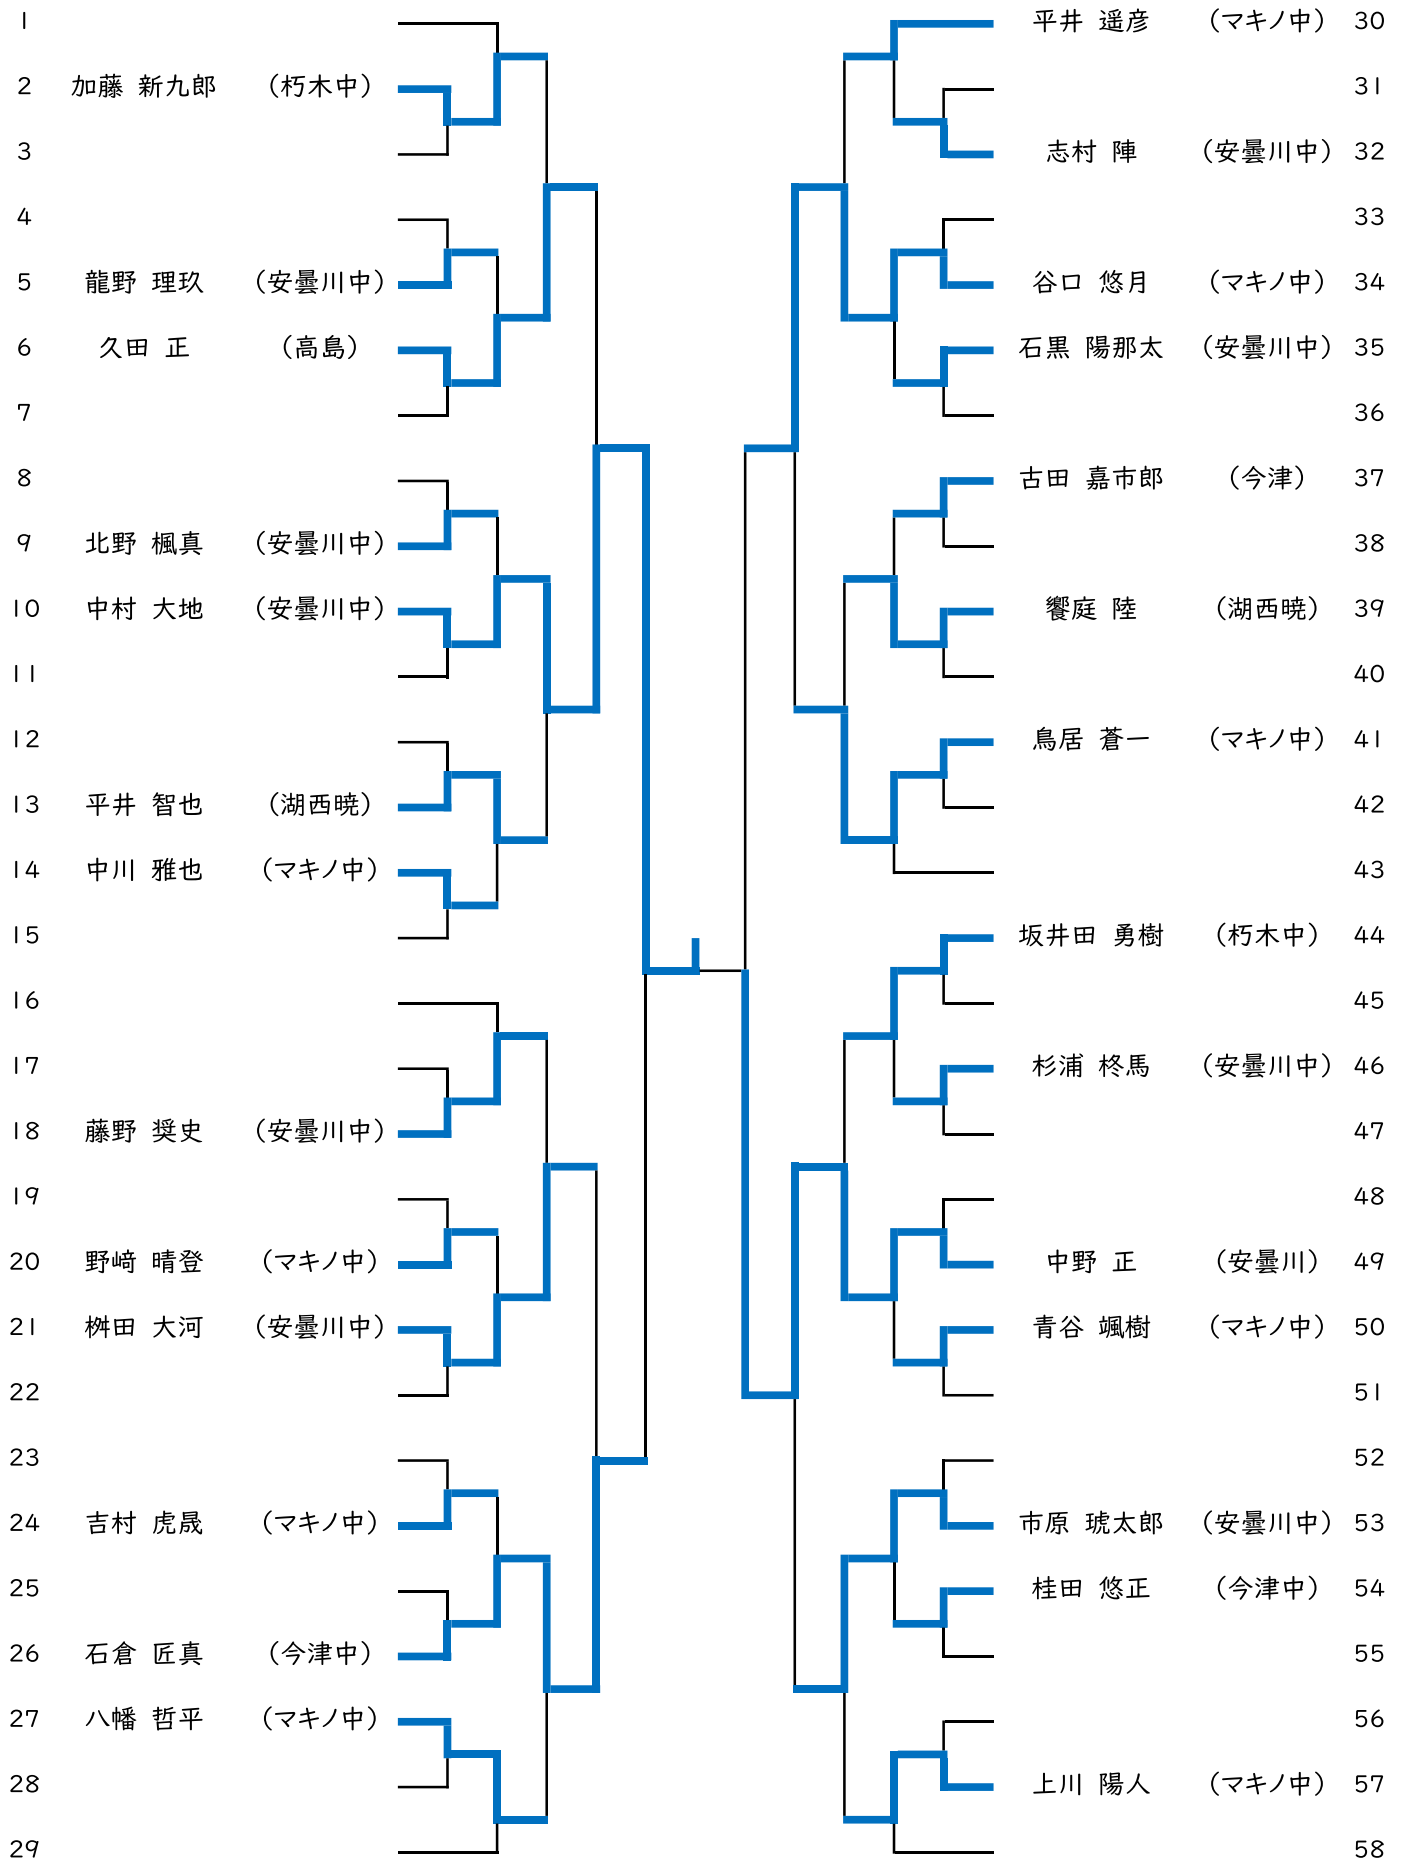 1
2 加藤 新九郎 （朽木中）
3
4
5 龍野 理玖 （安曇川中）
6 久田 正 （高島）
7
8
9 北野 楓真 （安曇川中）
10 中村 大地 （安曇川中）
11
12
13 平井 智也 （湖西暁）
14 中川 雅也 （マキノ中）
15
16
17
18 藤野 奨史 （安曇川中）
19
20 野﨑 晴登 （マキノ中）
21 桝田 大河 （安曇川中）
22
23
24 吉村 虎晟 （マキノ中）
25
26 石倉 匠真 （今津中）
27 八幡 哲平 （マキノ中）
28
29
平井 遥彦 （マキノ中） 30
31
志村 陣 （安曇川中） 32
33
谷口 悠月 （マキノ中） 34
石黒 陽那太 （安曇川中） 35
36
古田 嘉市郎 （今津） 37
38
饗庭 陸 （湖西暁） 39
40
鳥居 蒼一 （マキノ中） 41
42
43
坂井田 勇樹 （朽木中） 44
45
杉浦 柊馬 （安曇川中） 46
47
48
中野 正 （安曇川） 49
青谷 颯樹 （マキノ中） 50
51
52
市原 琥太郎 （安曇川中） 53
桂田 悠正 （今津中） 54
55
56
上川 陽人 （マキノ中） 57
58